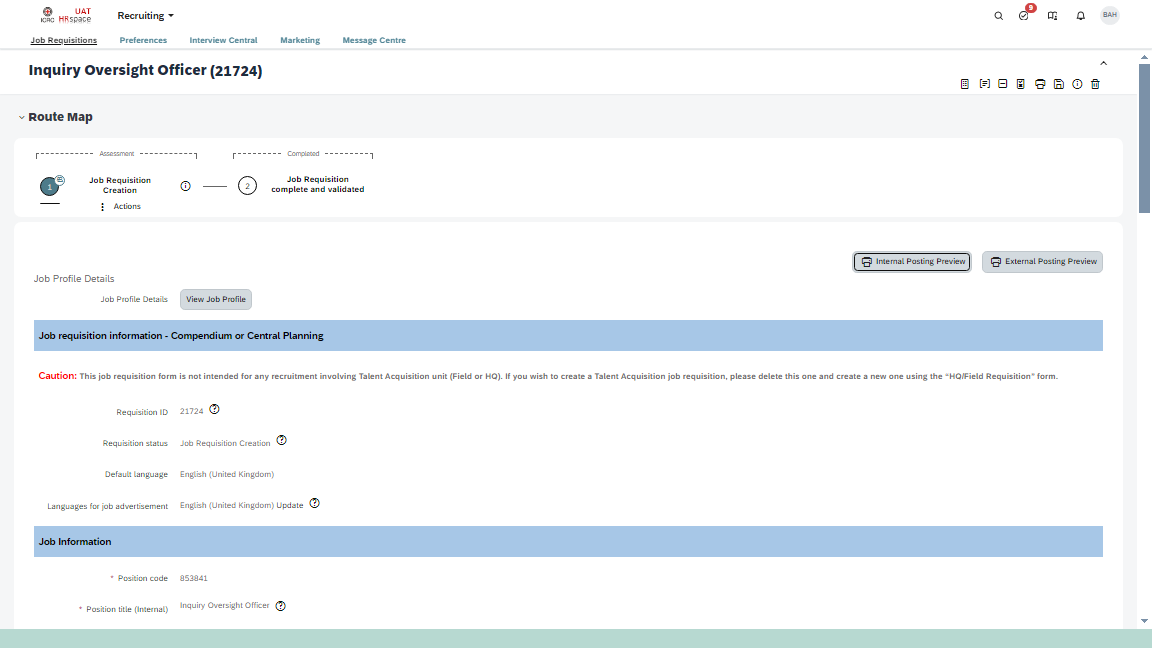 ICRC
UAT
HRspace
Recruiting
9
BAH
Job Requisitions
Preferences
Interview Central
Marketing
Message Centre
Inquiry Oversight Officer (21724)
Route Map
Assessment
Completed
1
Job Requisition
Creation
2
Job Requisition
complete and validated
Actions
Internal Posting Preview
External Posting Preview
Job Profile Details
Job Profile Details
View Job Profile
Job requisition information - Compendium or Central Planning
Caution: This job requisition form is not intended for any recruitment involving Talent Acquisition unit (Field or HQ). If you wish to create a Talent Acquisition job requisition, please delete this one and create a new one using the "HQ/Field Requisition" form.
Requisition ID 21724
Requisition status Job Requisition Creation
Default language English (United Kingdom)
Languages for job advertisement English (United Kingdom) Update
Job Information
* Position code 853841
* Position title (Internal) Inquiry Oversight Officer